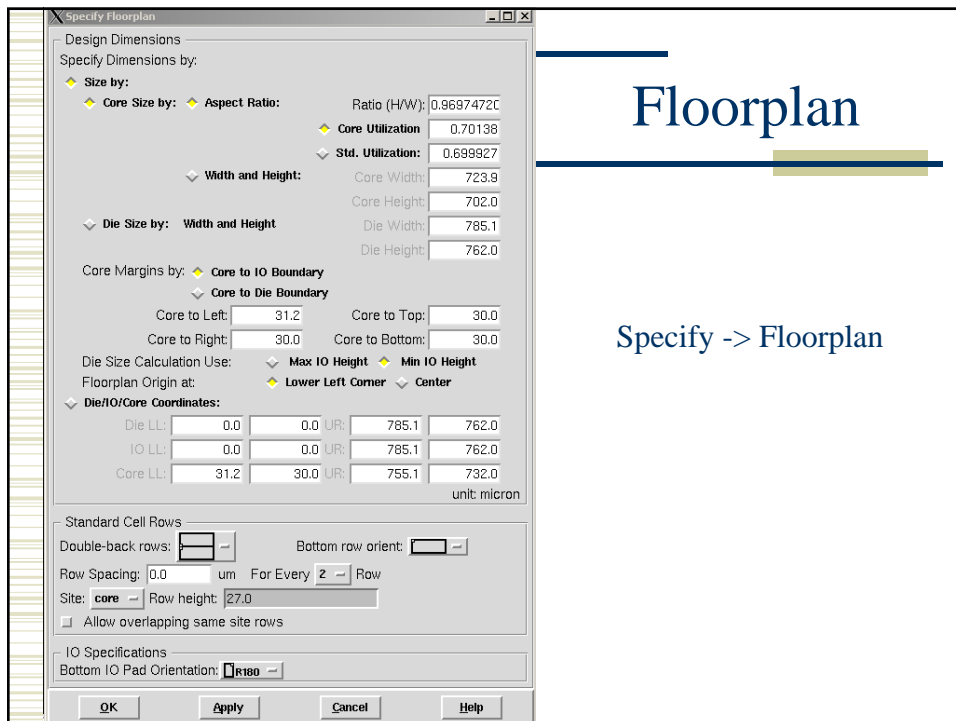 Specify Floorplan
Design Dimensions
Specify Dimensions by:
Size by:
Core Size by: Aspect Ratio: Ratio (H/W): 0.9697472C
Core Utilization 0.70138
Std. Utilization: 0.699927
Width and Height: Core Width: 723.9
Core Height: 702.0
Die Size by: Width and Height Die Width: 785.1
Die Height: 762.0
Core Margins by: Core to IO Boundary
Core to Die Boundary
Core to Left: 31.2 Core to Top: 30.0
Core to Right: 30.0 Core to Bottom: 30.0
Die Size Calculation Use: Max IO Height Min IO Height
Floorplan Origin at: Lower Left Corner Center
Die/IO/Core Coordinates:
Die LL: 0.0 0.0 UR: 785.1 762.0
IO LL: 0.0 0.0 UR: 785.1 762.0
Core LL: 31.2 30.0 UR: 755.1 732.0
unit: micron
Standard Cell Rows
Double-back rows: Bottom row orient:
Row Spacing: 0.0 um For Every 2 Row
Site: core Row height: 27.0
Allow overlapping same site rows
IO Specifications
Bottom IO Pad Orientation: R180
OK Apply Cancel Help
Floorplan
Specify -> Floorplan